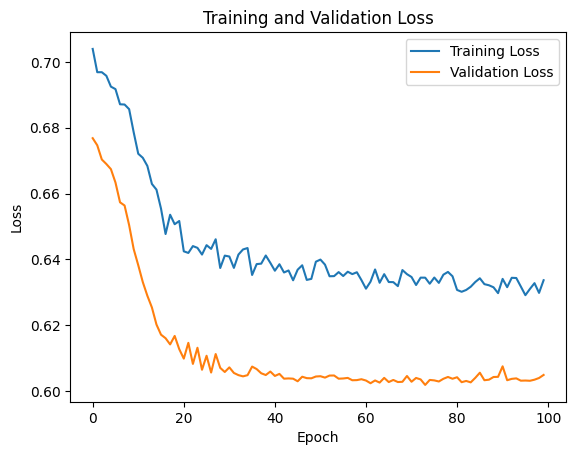 Training and Validation Loss
Training Loss
Validation Loss
0.70
0.68
0.66
0.64
0.62
0.60
Loss
0
20
40
60
80
100
Epoch